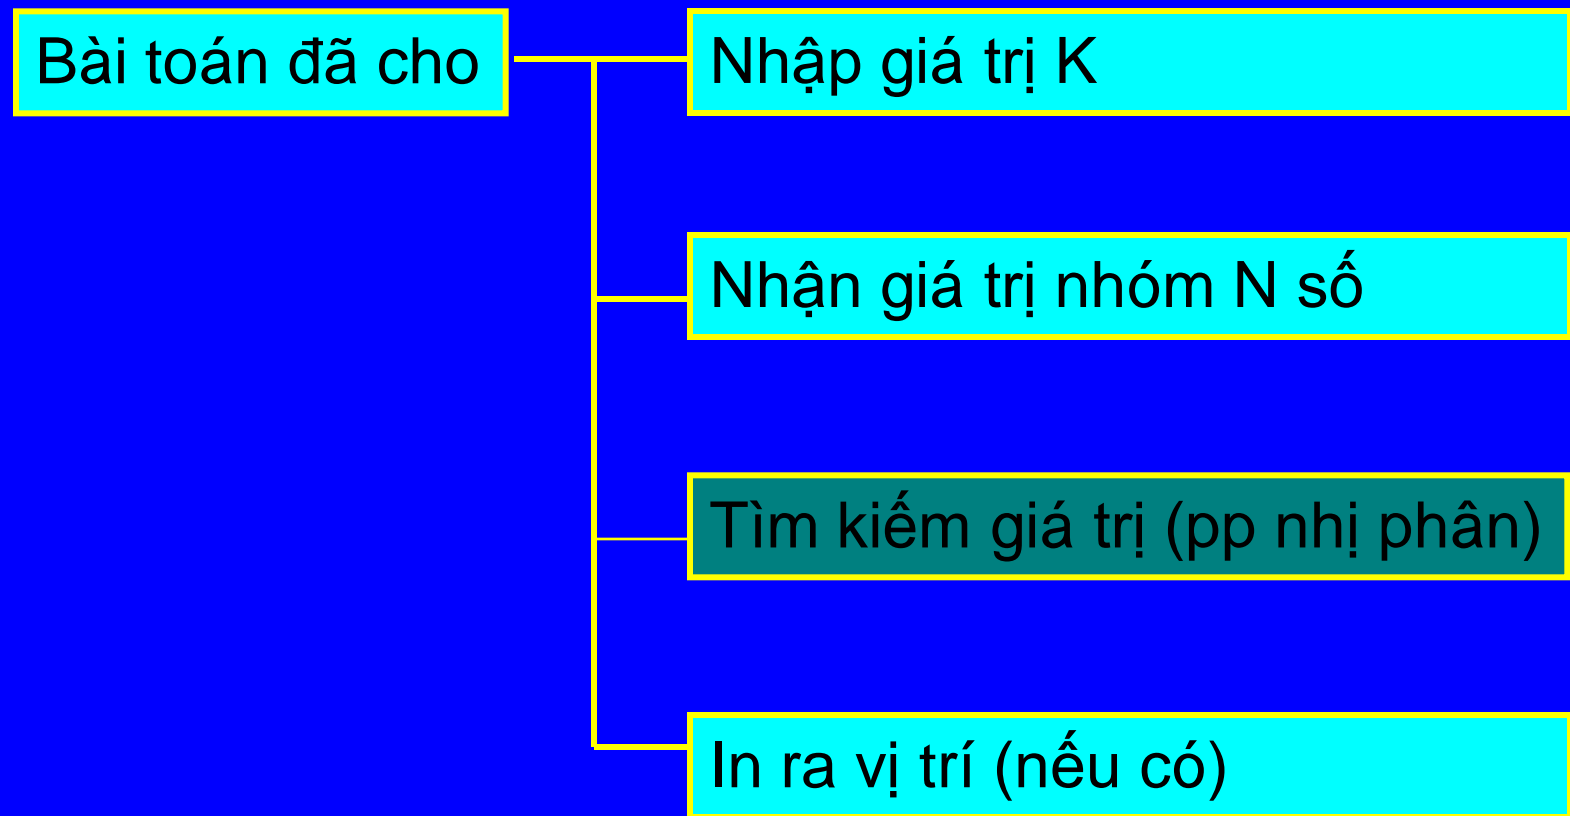 Bài toán đã cho
Nhập giá trị K
Nhận giá trị nhóm N số
Tìm kiếm giá trị (pp nhị phân)
In ra vị trí (nếu có)